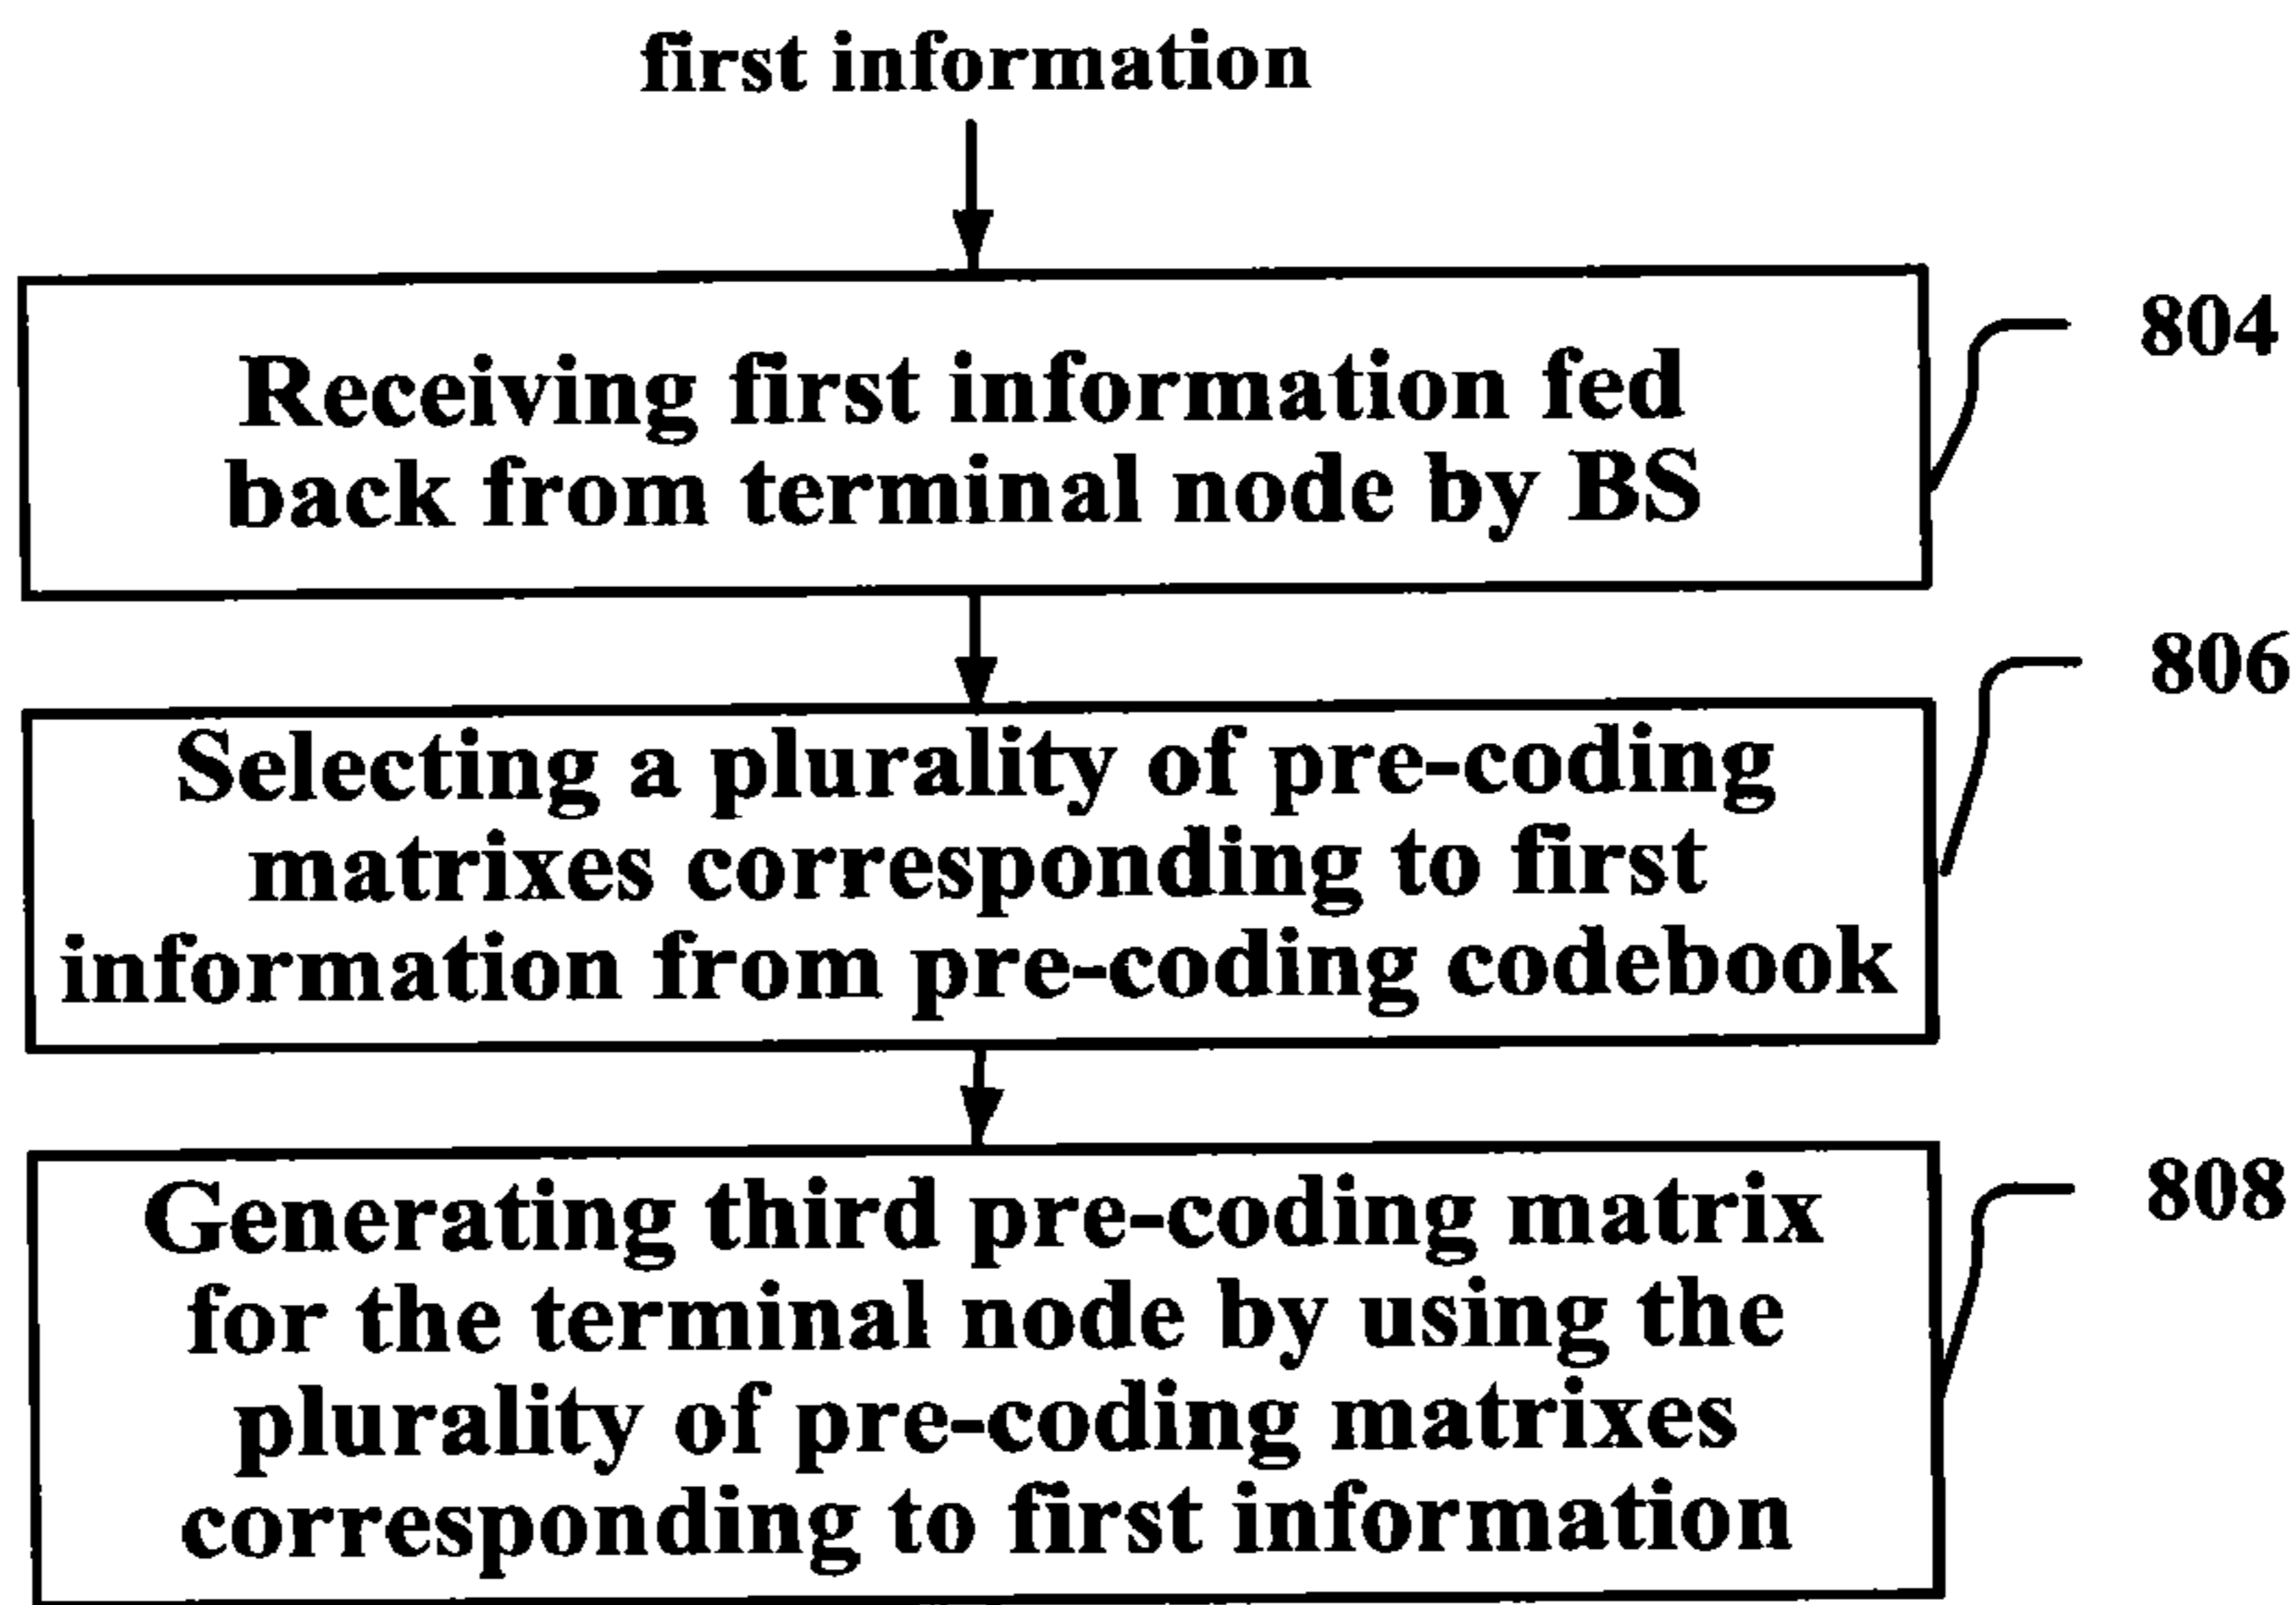 first information
804
Receiving first information fed
back from terminal node by BS
806
Selecting a plurality of pre-coding
matrixes corresponding to first
information from pre-coding codebook
808
Generating third pre-coding matrix
for the terminal node by using the
plurality of pre-coding matrixes
corresponding to first information